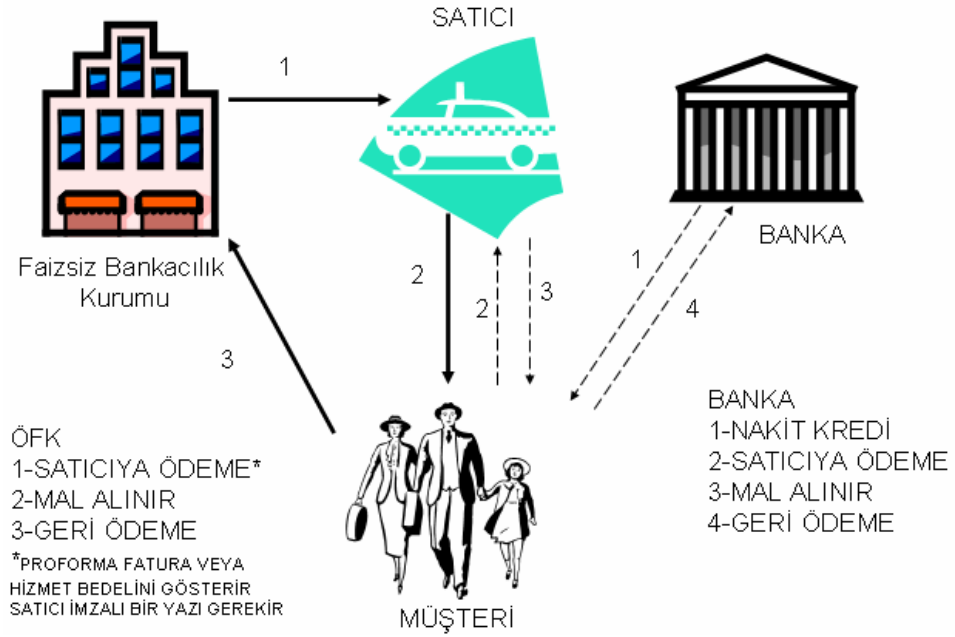 SATICI
1
Faizsiz Bankacılık
Kurumu
BANKA
2
2
3
1
4
3
ÖFK
1-SATICIYA ÖDEME*
2-MAL ALINIR
3-GERİ ÖDEME
*PROFORMA FATURA VEYA
HİZMET BEDELİNİ GÖSTERİR
SATICI İMZALI BİR YAZI GEREKİR
MÜŞTERİ
BANKA
1-NAKİT KREDİ
2-SATICIYA ÖDEME
3-MAL ALINIR
4-GERİ ÖDEME